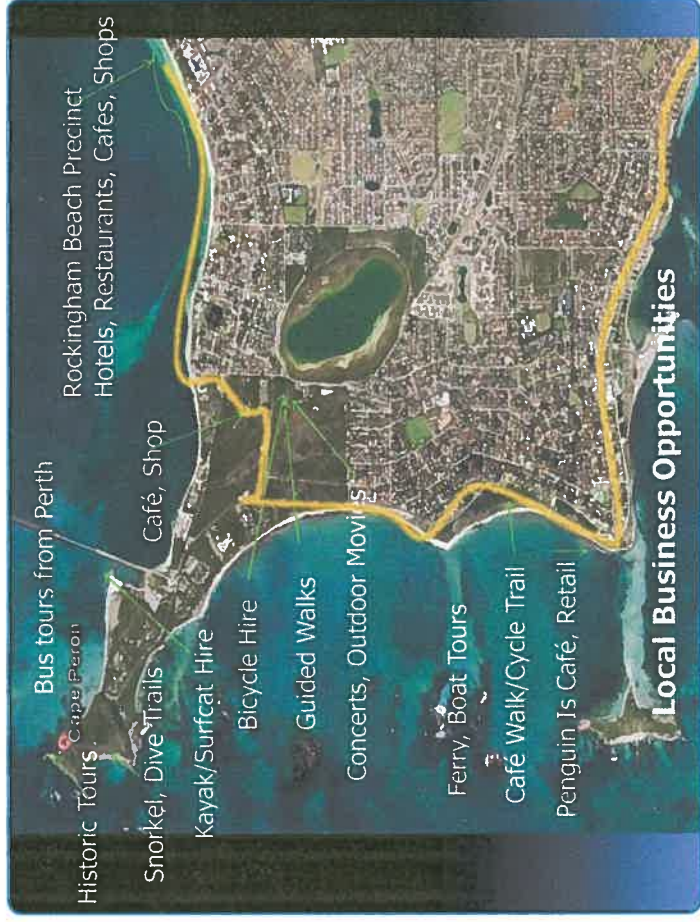 Rockingham Beach Precinct
Hotels, Restaurants, Cafes, Shops
Bus tours from Perth
Café, Shop
Cape Peron
Historic Tours
Snorkel, Dive Trails
Kayak/Surfcat Hire
Bicycle Hire
Guided Walks
Concerts, Outdoor Movies
Ferry, Boat Tours
Café Walk/Cycle Trail
Penguin Is Café, Retail
Local Business Opportunities